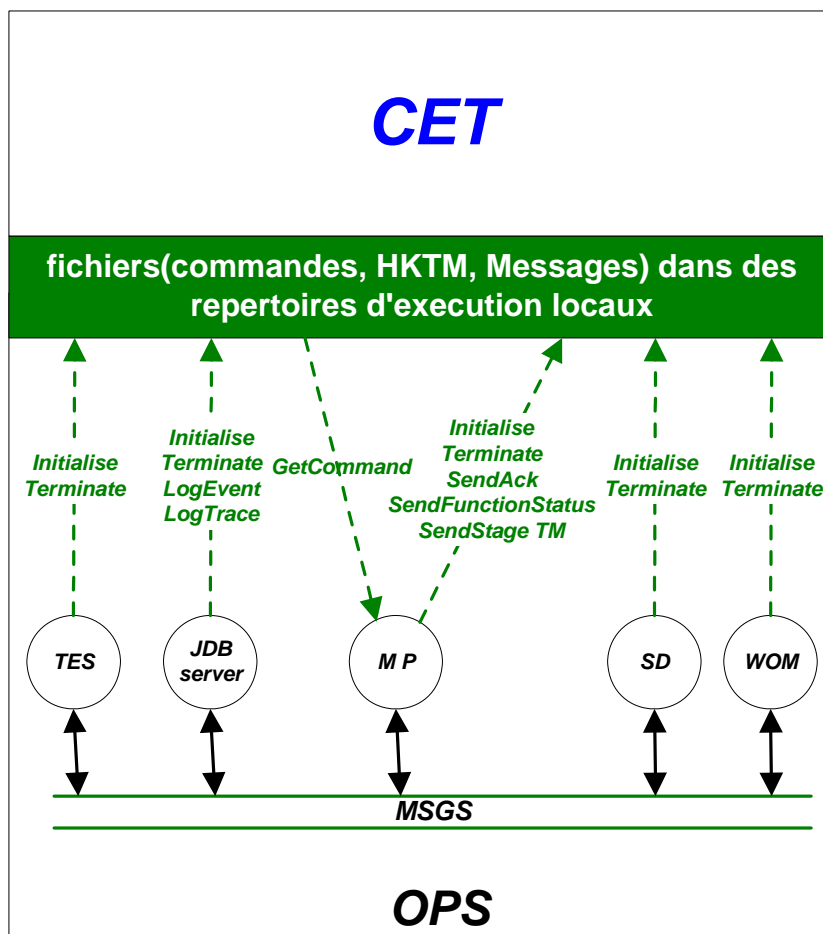 CET
fichiers(commandes, HKTM, Messages) dans des
repertoires d'execution locaux
Initialise
Terminate
Initialise
Terminate
LogEvent
LogTrace
GetCommand
Initialise
Terminate
SendAck
SendFunctionStatus
SendStage TM
Initialise
Terminate
Initialise
Terminate
TES
JDB
server
M P
SD
WOM
MSGS
OPS